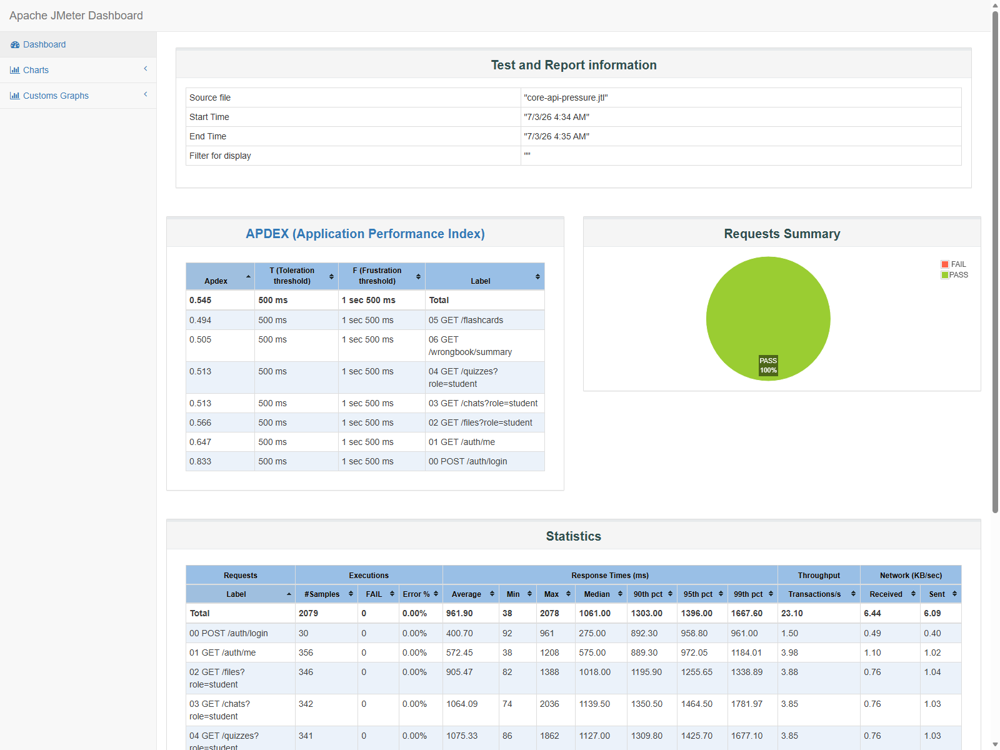 Apache JMeter Dashboard
Dashboard
Charts
Customs Graphs
Test and Report information
Source file "core-api-pressure.jtl"
Start Time "7/3/26 4:34 AM"
End Time "7/3/26 4:35 AM"
Filter for display ""
APDEX (Application Performance Index)
Apdex T (Toleration threshold) F (Frustration threshold) Label
0.545 500 ms 1 sec 500 ms Total
0.494 500 ms 1 sec 500 ms 05 GET /flashcards
0.505 500 ms 1 sec 500 ms 06 GET
/wrongbook/summary
0.513 500 ms 1 sec 500 ms 04 GET /quizzes?
role=student
0.513 500 ms 1 sec 500 ms 03 GET /chats?role=student
0.566 500 ms 1 sec 500 ms 02 GET /files?role=student
0.647 500 ms 1 sec 500 ms 01 GET /auth/me
0.833 500 ms 1 sec 500 ms 00 POST /auth/login
Requests Summary
FAIL
PASS
PASS
100%
Statistics
Requests Executions Response Times (ms) Throughput Network (KB/sec)
Label #Samples FAIL Error % Average Min Max Median 90th pct 95th pct 99th pct Transactions/s Received Sent
Total 2079 0 0.00% 961.90 38 2078 1061.00 1303.00 1396.00 1667.60 23.10 6.44 6.09
00 POST /auth/login 30 0 0.00% 400.70 92 961 275.00 892.30 958.80 961.00 1.50 0.49 0.40
01 GET /auth/me 356 0 0.00% 572.45 38 1208 575.00 889.30 972.05 1184.01 3.98 1.10 1.02
02 GET /files? 346 0 0.00% 905.47 82 1388 1018.00 1195.90 1255.65 1338.89 3.88 0.76 1.04
role=student
03 GET /chats? 342 0 0.00% 1064.09 74 2036 1139.50 1350.50 1464.50 1781.97 3.85 0.76 1.03
role=student
04 GET /quizzes? 341 0 0.00% 1075.33 86 1862 1127.00 1309.80 1425.70 1677.10 3.85 0.76 1.03
role=student